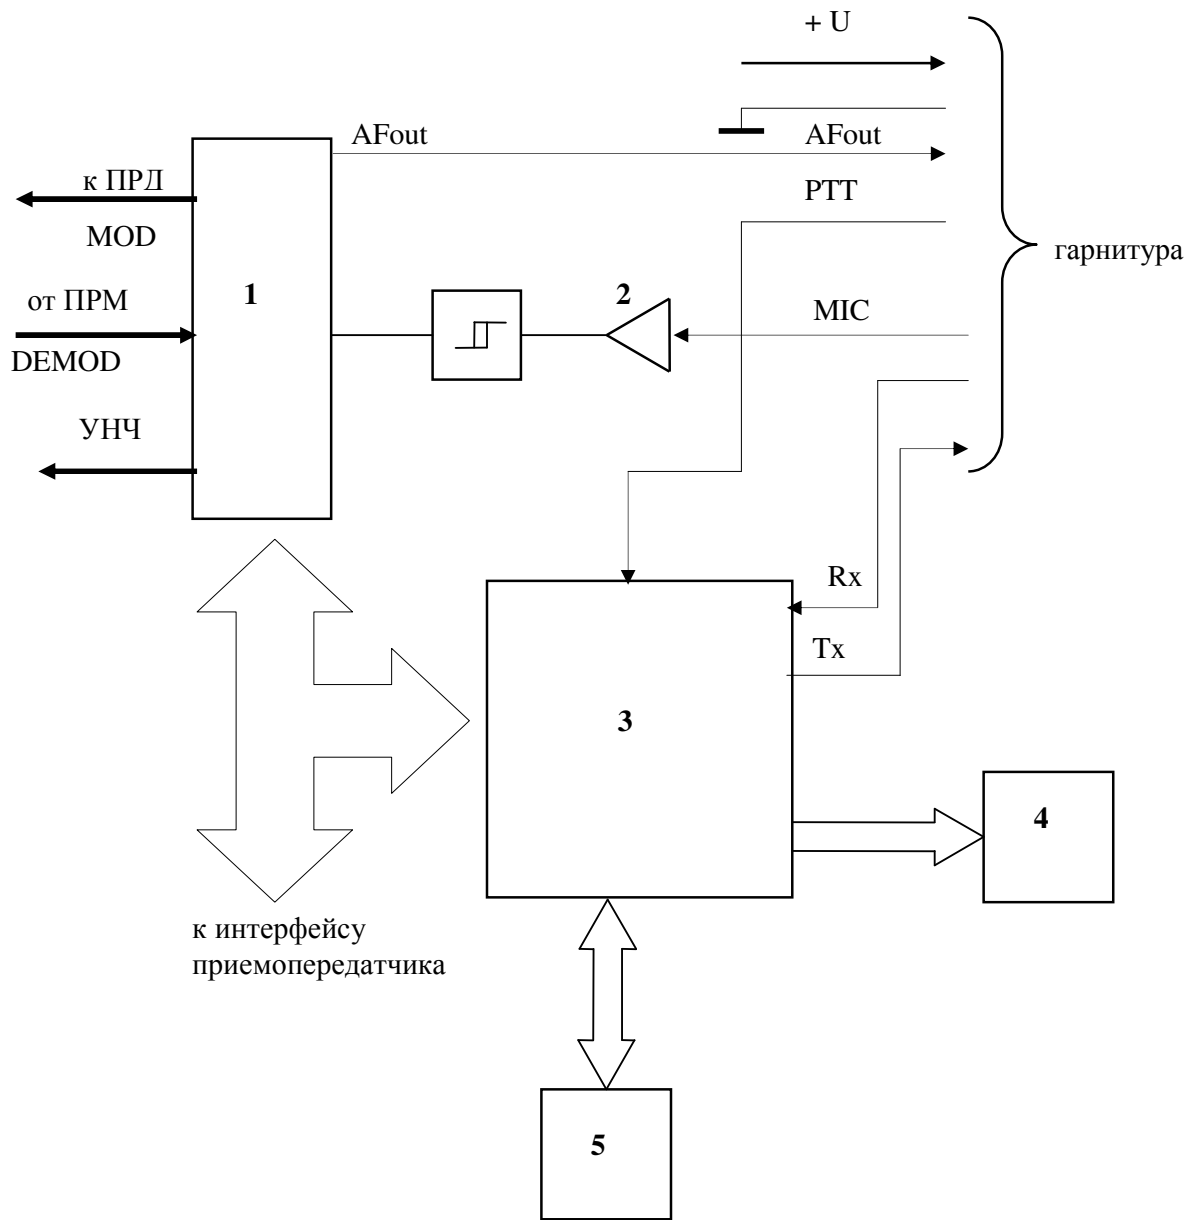 + U
AFout
AFout
к ПРД
PTT
MOD
гарнитура
1
2
от ПРМ
MIC
DEMOD
УНЧ
Rx
Tx
3
4
к интерфейсу
приемопередатчика
5